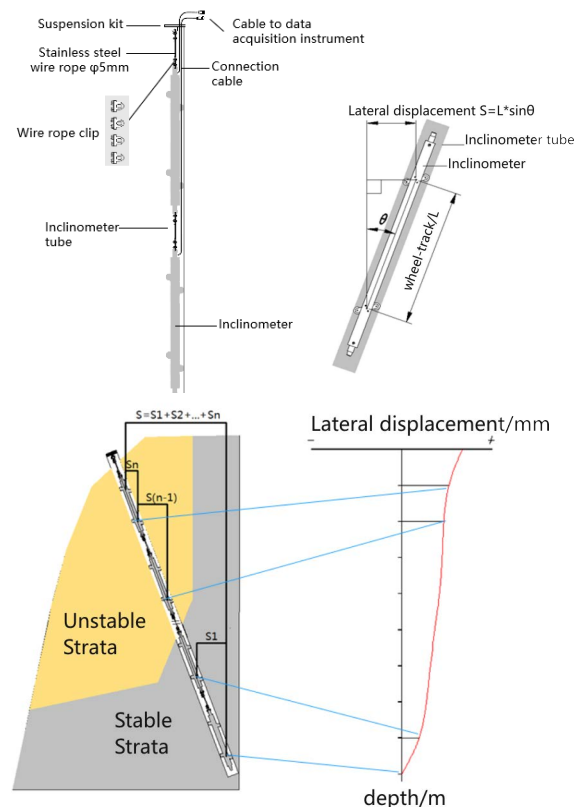 Suspension kit
Cable to data
acquisition instrument
Stainless steel
wire rope φ5mm
Connection
cable
Wire rope clip
Inclinometer
tube
Inclinometer
Lateral displacement S=L*sinθ
Inclinometer tube
Inclinometer
θ
wheel-track/L
S=S1+S2+...+Sn
Sn
S(n-1)
S1
Unstable
Strata
Stable
Strata
Lateral displacement/mm
− +
depth/m